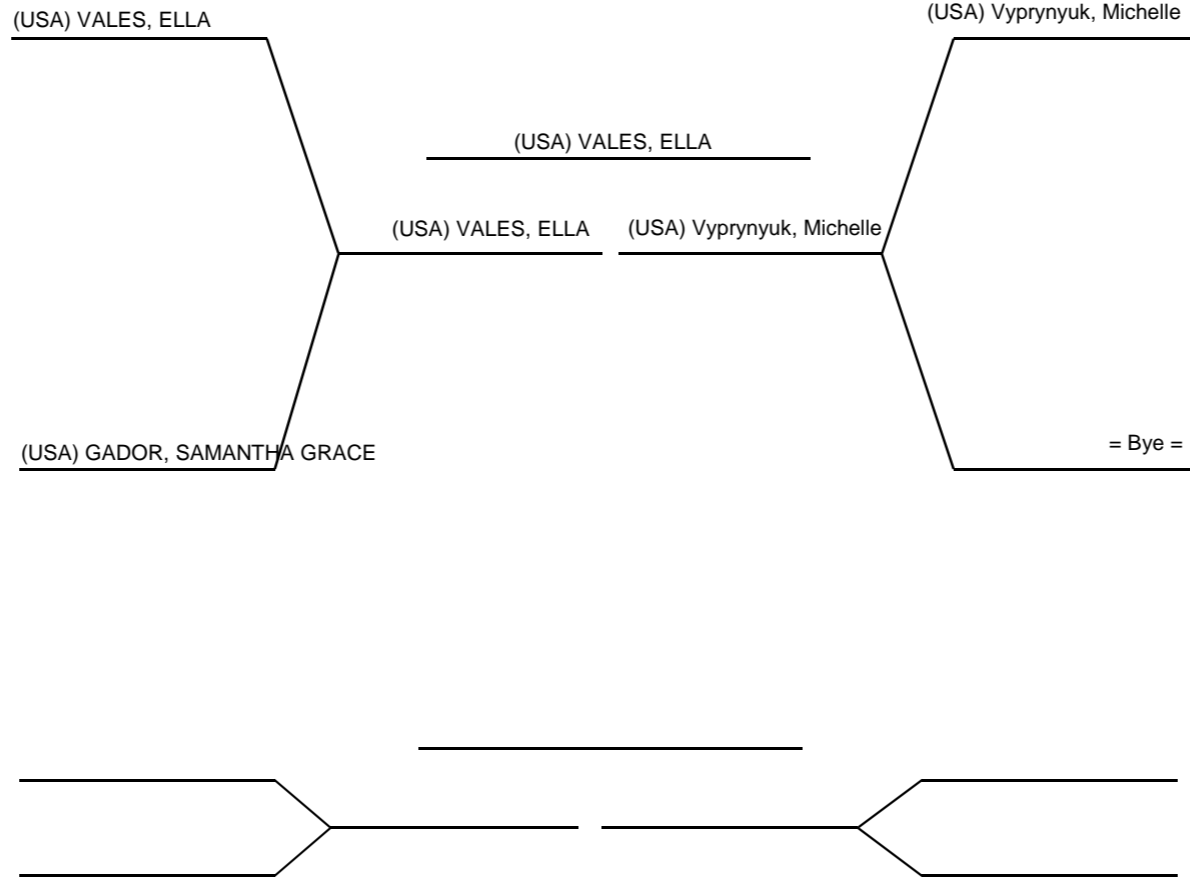 (USA) VALES, ELLA
(USA) Vyprynyuk, Michelle
(USA) VALES, ELLA
(USA) VALES, ELLA
(USA) Vyprynyuk, Michelle
(USA) GADOR, SAMANTHA GRACE
= Bye =